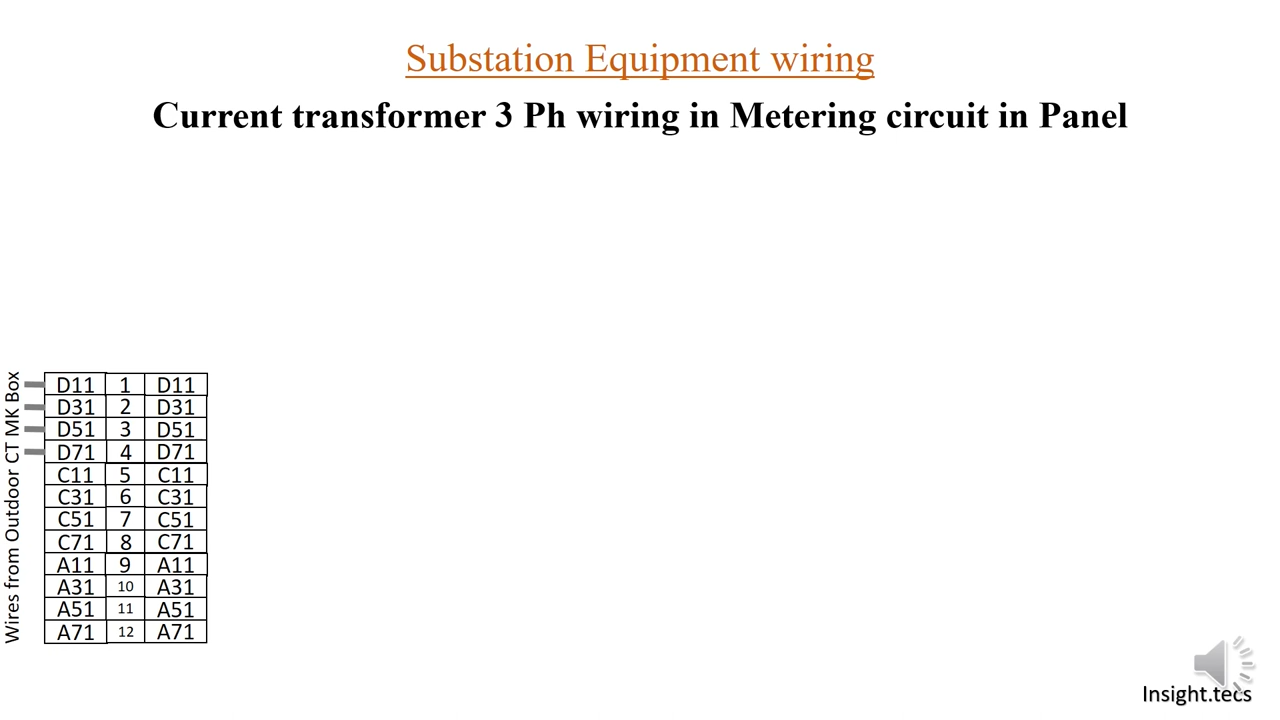 Substation Equipment wiring
Current transformer 3 Ph wiring in Metering circuit in Panel
Wires from Outdoor CT MK Box
D11 1 D11
D31 2 D31
D51 3 D51
D71 4 D71
C11 5 C11
C31 6 C31
C51 7 C51
C71 8 C71
A11 9 A11
A31 10 A31
A51 11 A51
A71 12 A71
Insight.tecs